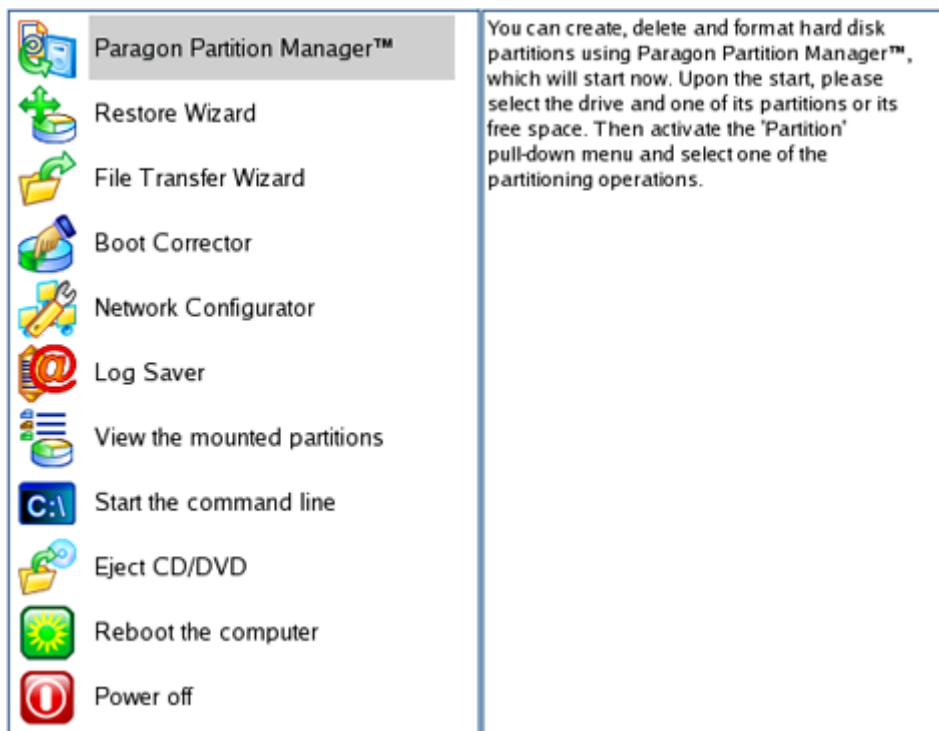 Paragon Partition Manager™
Restore Wizard
File Transfer Wizard
Boot Corrector
Network Configurator
@
Log Saver
View the mounted partitions
C:\
Start the command line
Eject CD/DVD
Reboot the computer
Power off
You can create, delete and format hard disk
partitions using Paragon Partition Manager™,
which will start now. Upon the start, please
select the drive and one of its partitions or its
free space. Then activate the 'Partition'
pull-down menu and select one of the
partitioning operations.